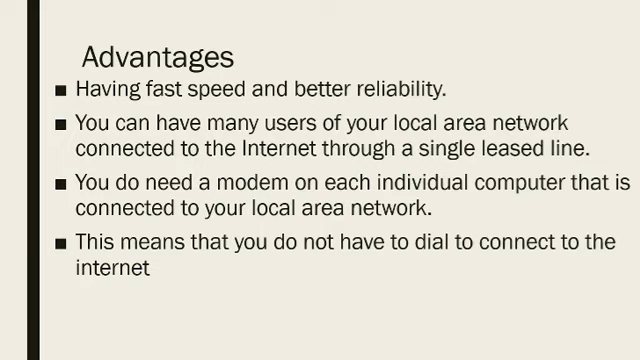 Advantages
■ Having fast speed and better reliability.
■ You can have many users of your local area network
connected to the Internet through a single leased line.
■ You do need a modem on each individual computer that is
connected to your local area network.
■ This means that you do not have to dial to connect to the
internet